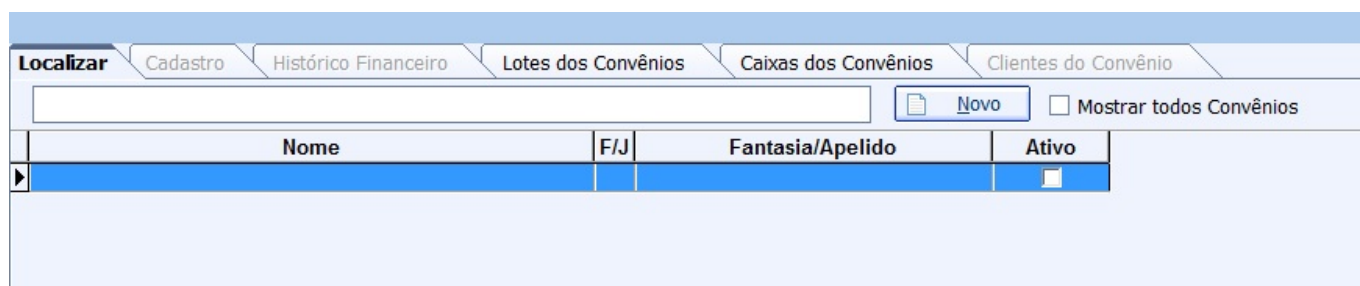 Localizar Cadastro Histórico Financeiro Lotes dos Convênios Caixas dos Convênios Clientes do Convênio
Novo Mostrar todos Convênios
Nome F/J Fantasia/Apelido Ativo